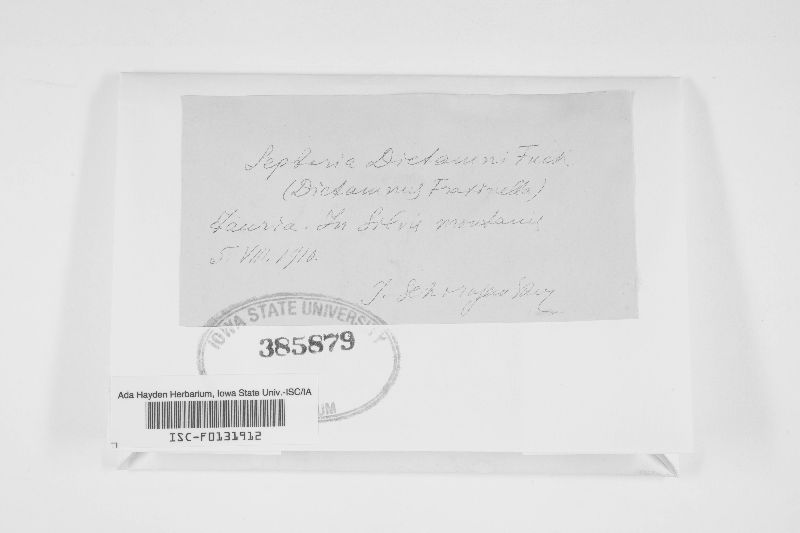 Septoria Dictamni Fuck.
(Dictamnus Fraxinella)
Tauria. In Silvis montanis
5. VIII. 1910.
J.
IOWA STATE UNIVERSITY
385879
UM
Ada Hayden Herbarium, Iowa State Univ.-ISC/IA
ISC-F0131912